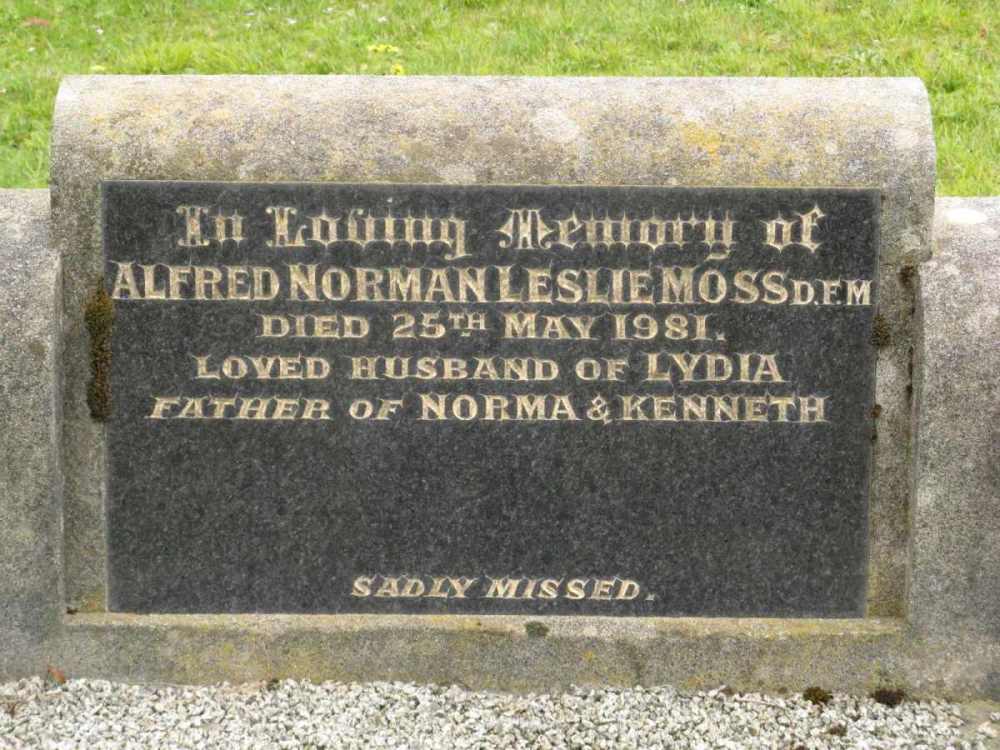 In Loving Memory of
ALFRED NORMAN LESLIE MOSS D.F.M
DIED 25TH MAY 1981.
LOVED HUSBAND OF LYDIA
FATHER OF NORMA & KENNETH
SADLY MISSED.